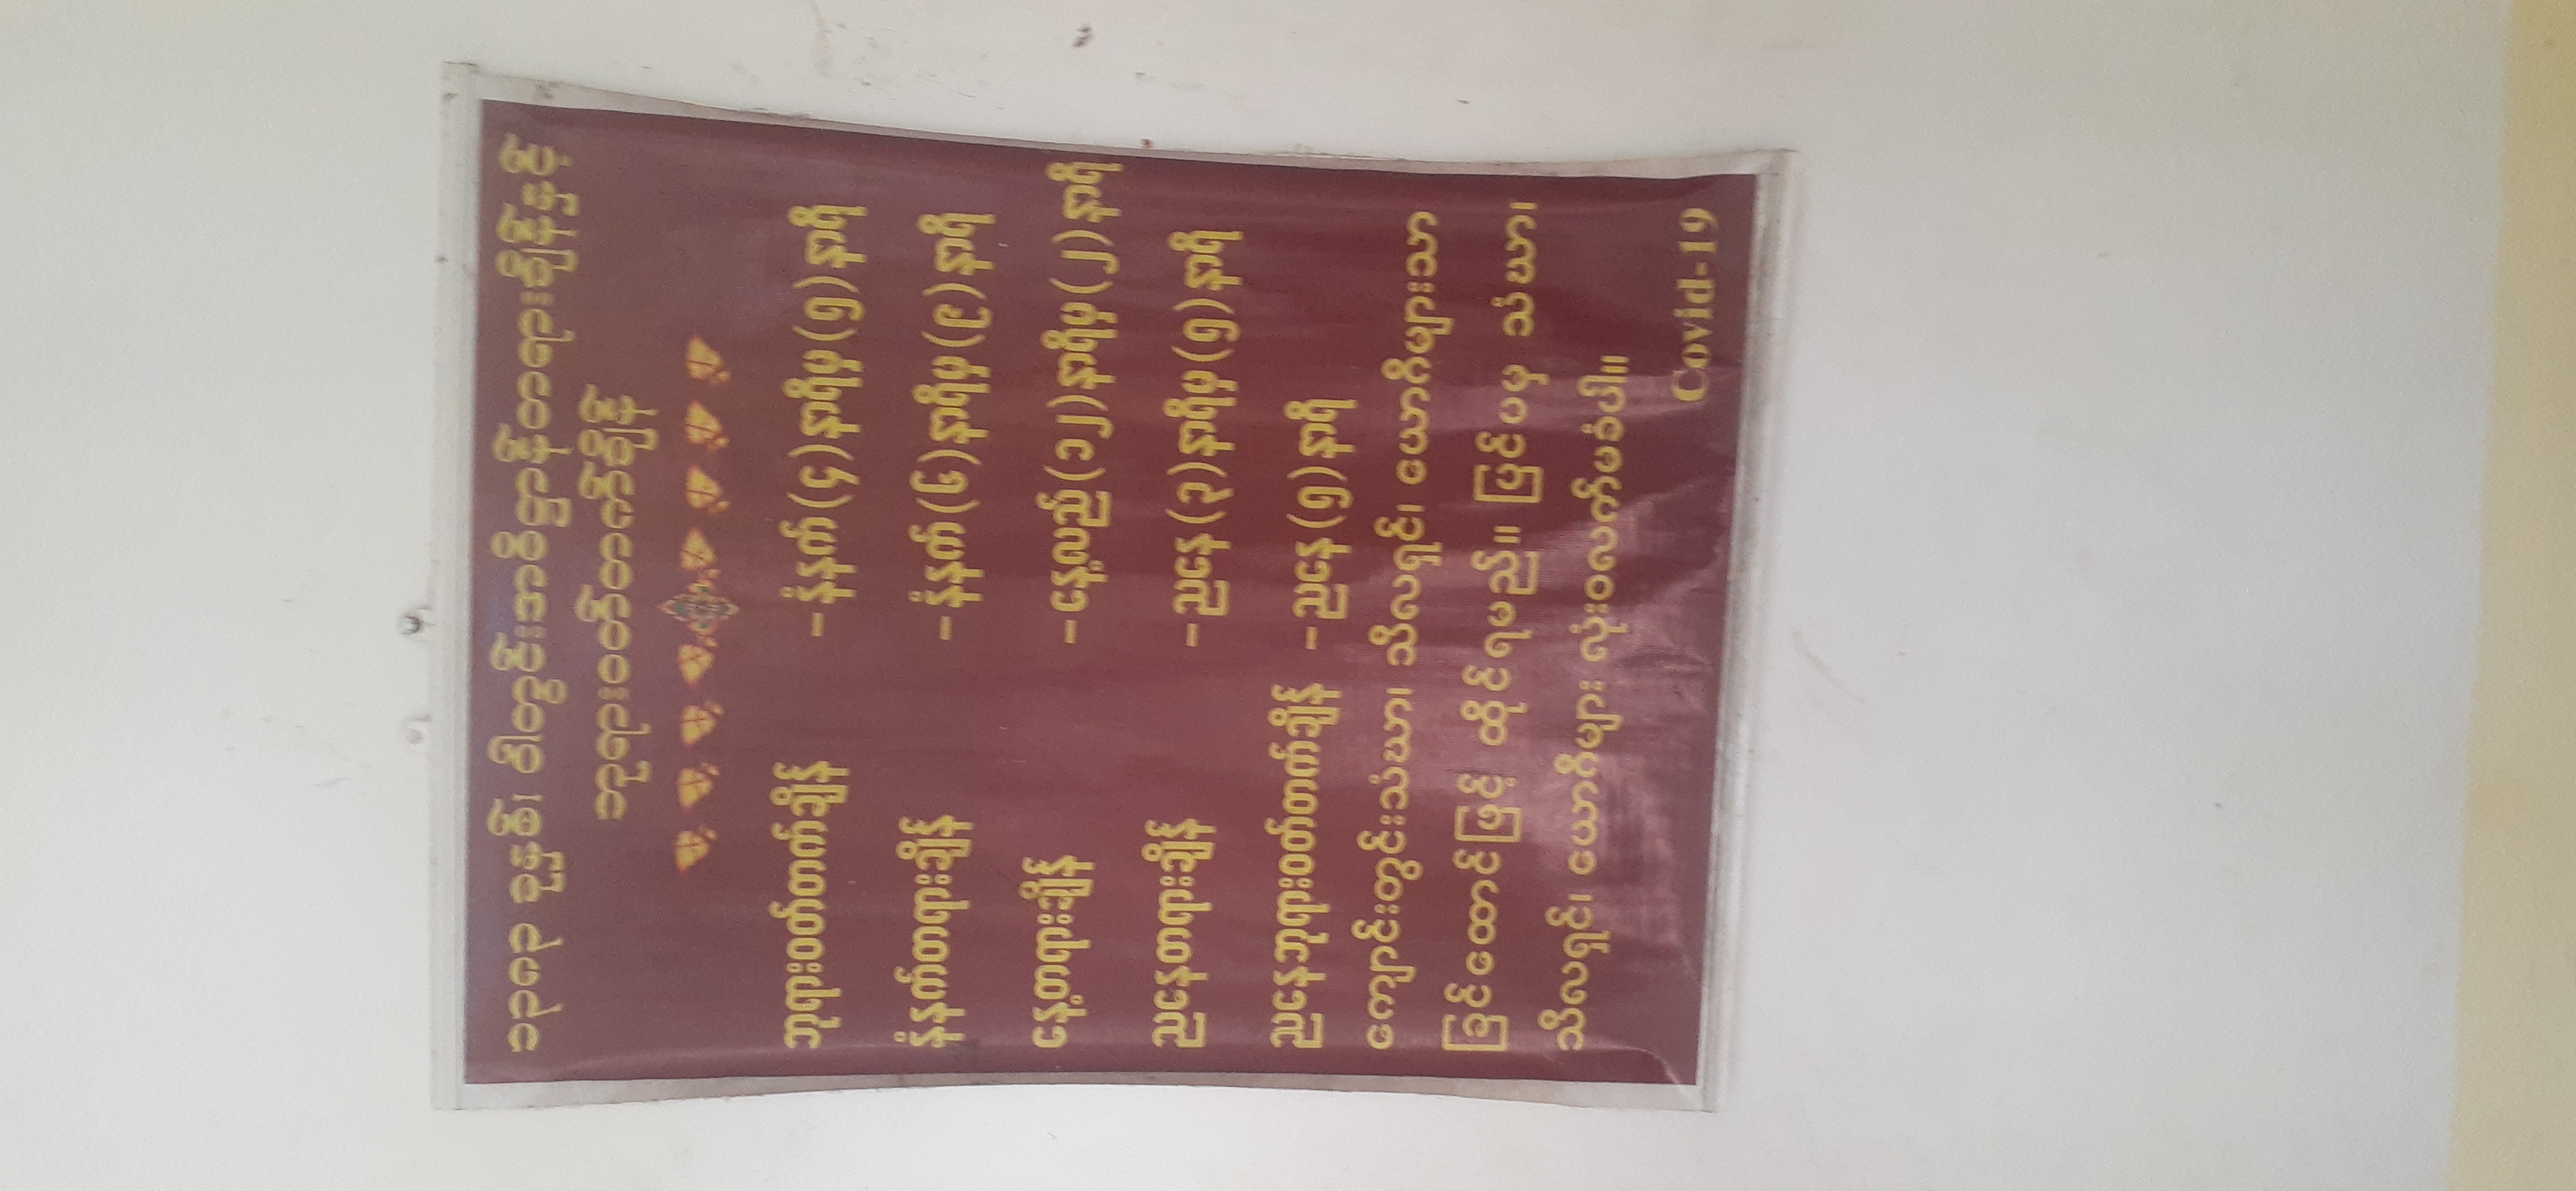 ၁၃၈၃ ခုနှစ်၊ ဝါတွင်းအဓိဋ္ဌာန်တရားချိန်နှင့်
ဘုရားဝတ်တက်ချိန်
ဘုရားဝတ်တက်ချိန် – နံနက် (၄) နာရီမှ (၅) နာရီ
နံနက်တရားချိန် – နံနက် (၆) နာရီမှ (၉) နာရီ
နေ့တရားချိန် – နေ့လည် (၁၂) နာရီမှ (၂) နာရီ
ညနေတရားချိန် – ညနေ (၃) နာရီမှ (၅) နာရီ
ညနေဘုရားဝတ်တက်ချိန် – ညနေ (၅) နာရီ
ကျောင်းတွင်းသံဃာ၊ သီလရှင်၊ ယောဂီများသာ
ခြင်ထောင်ဖြင့် ထိုင်ရမည်။ ပြင်ပမှ သံဃာ၊
သီလရှင်၊ ယောဂီများ လုံးဝလက်မခံပါ။
Covid-19